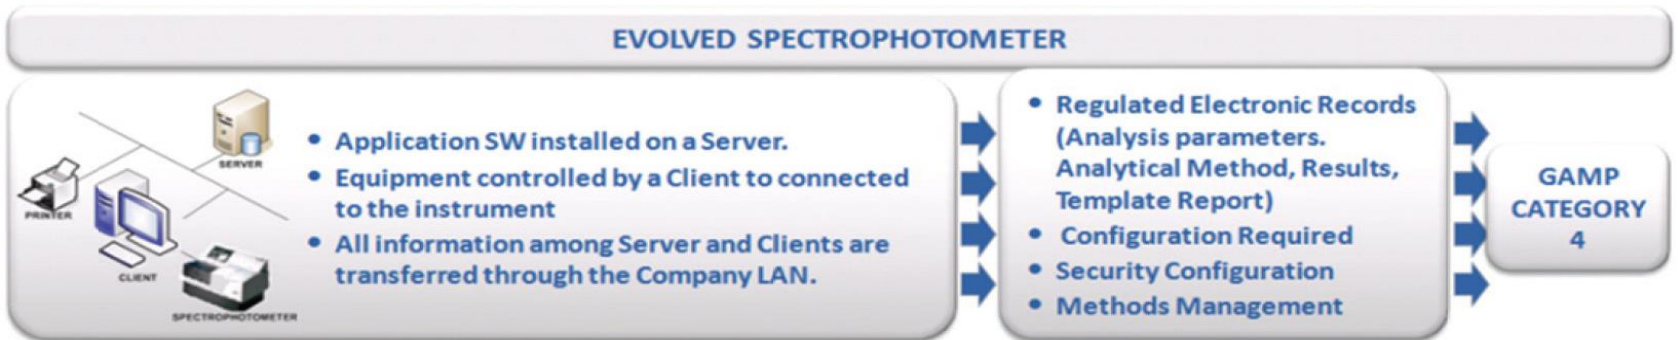 EVOLVED SPECTROPHOTOMETER
SERVER
PRINTER
CLIENT
SPECTROPHOTOMETER
• Application SW installed on a Server.
• Equipment controlled by a Client to connected
to the instrument
• All information among Server and Clients are
transferred through the Company LAN.
• Regulated Electronic Records
(Analysis parameters.
Analytical Method, Results,
Template Report)
• Configuration Required
• Security Configuration
• Methods Management
GAMP
CATEGORY
4